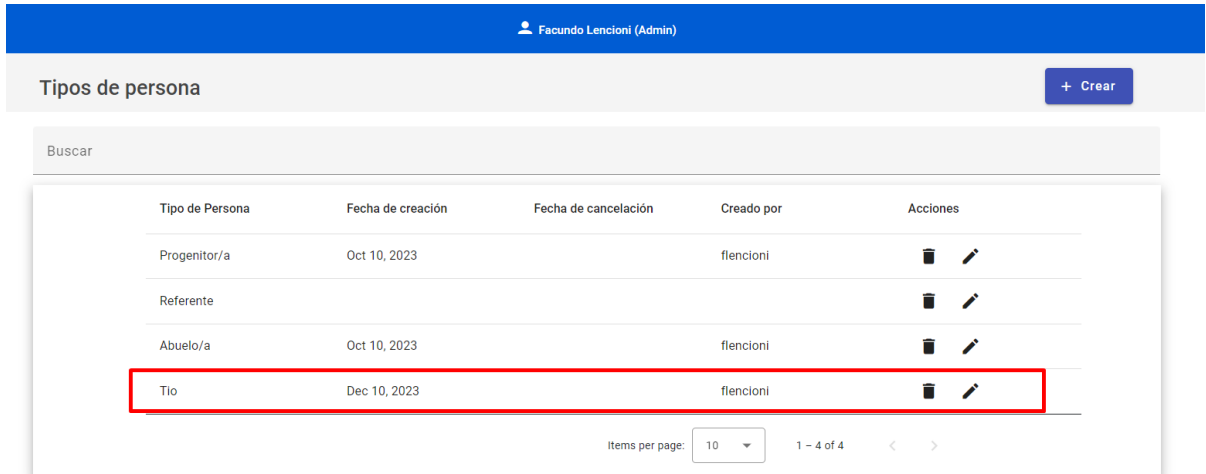 Facundo Lencioni (Admin)
Tipos de persona
+ Crear
Buscar
Tipo de Persona Fecha de creación Fecha de cancelación Creado por Acciones
Progenitor/a Oct 10, 2023 flencioni
Referente
Abuelo/a Oct 10, 2023 flencioni
Tio Dec 10, 2023 flencioni
Items per page: 10 1 – 4 of 4